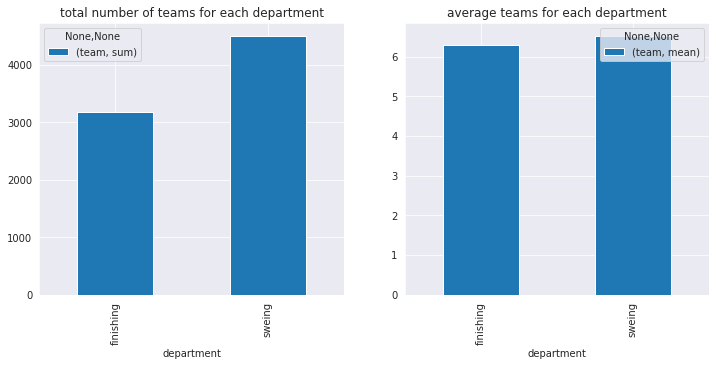 total number of teams for each department
None,None
(team, sum)
4000
3000
2000
1000
0
finishing
sweing
department
average teams for each department
None,None
(team, mean)
6
5
4
3
2
1
0
finishing
sweing
department